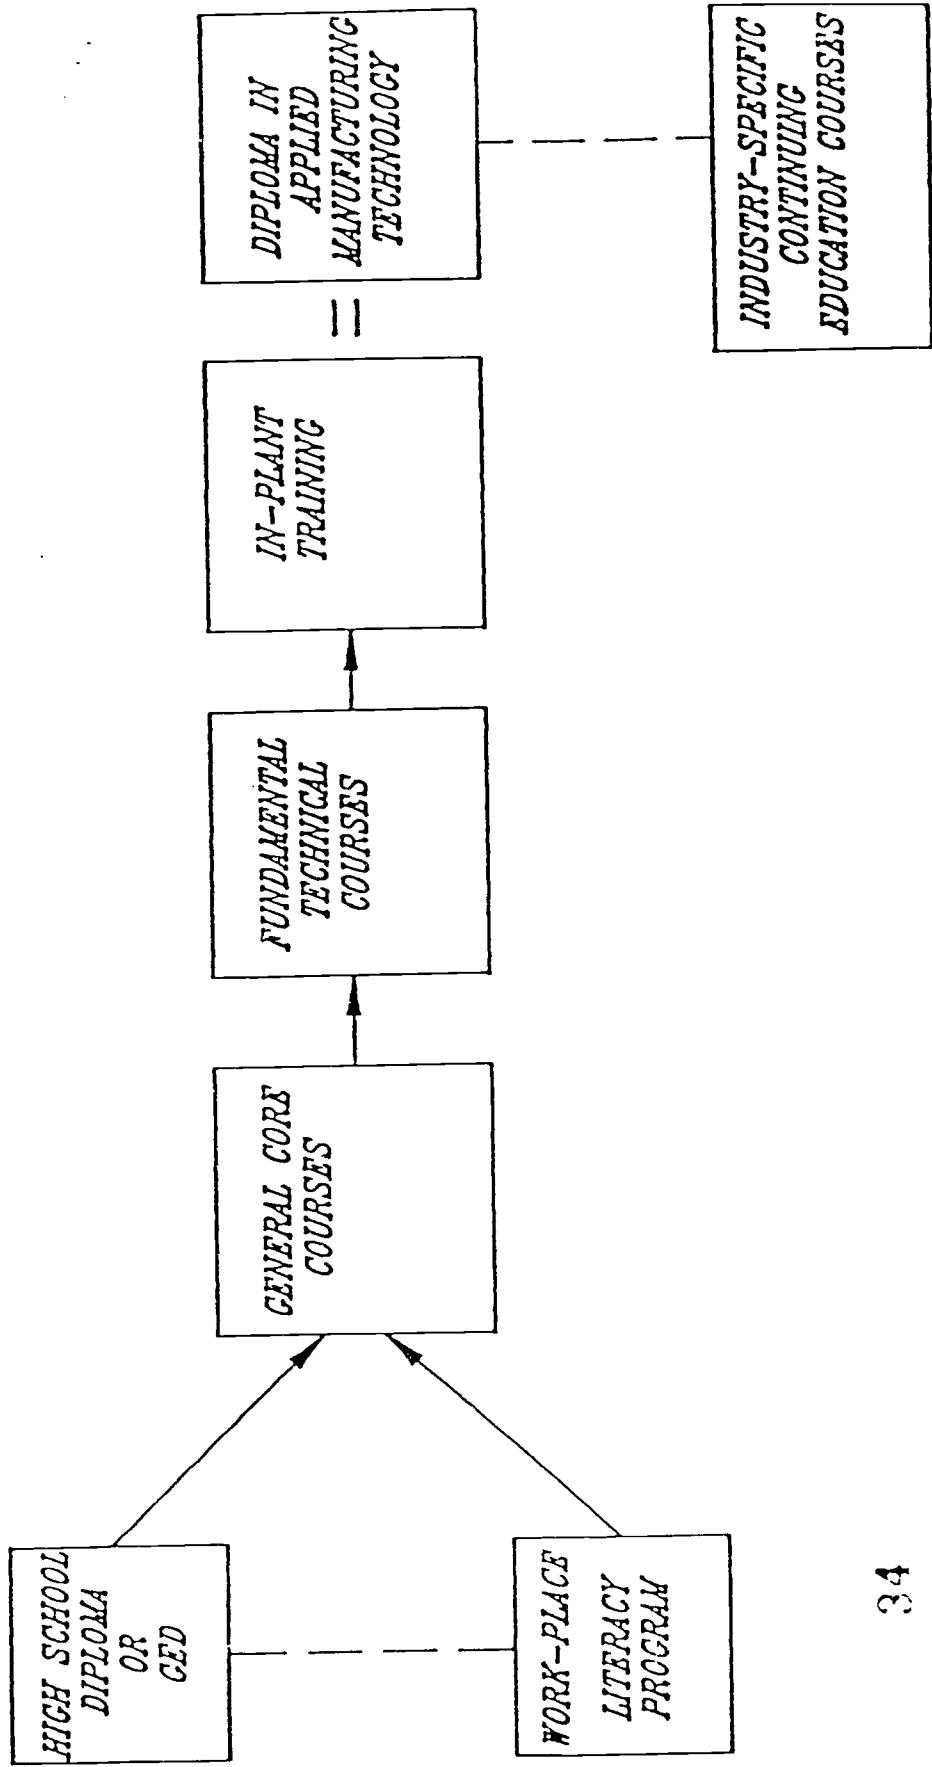 HIGH SCHOOL
DIPLOMA
OR
GED
WORK-PLACE
LITERACY
PROGRAM
GENERAL CORE
COURSES
FUNDAMENTAL
TECHNICAL
COURSES
IN-PLANT
TRAINING
=
DIPLOMA IN
APPLIED
MANUFACTURING
TECHNOLOGY
INDUSTRY-SPECIFIC
CONTINUING
EDUCATION COURSES
34